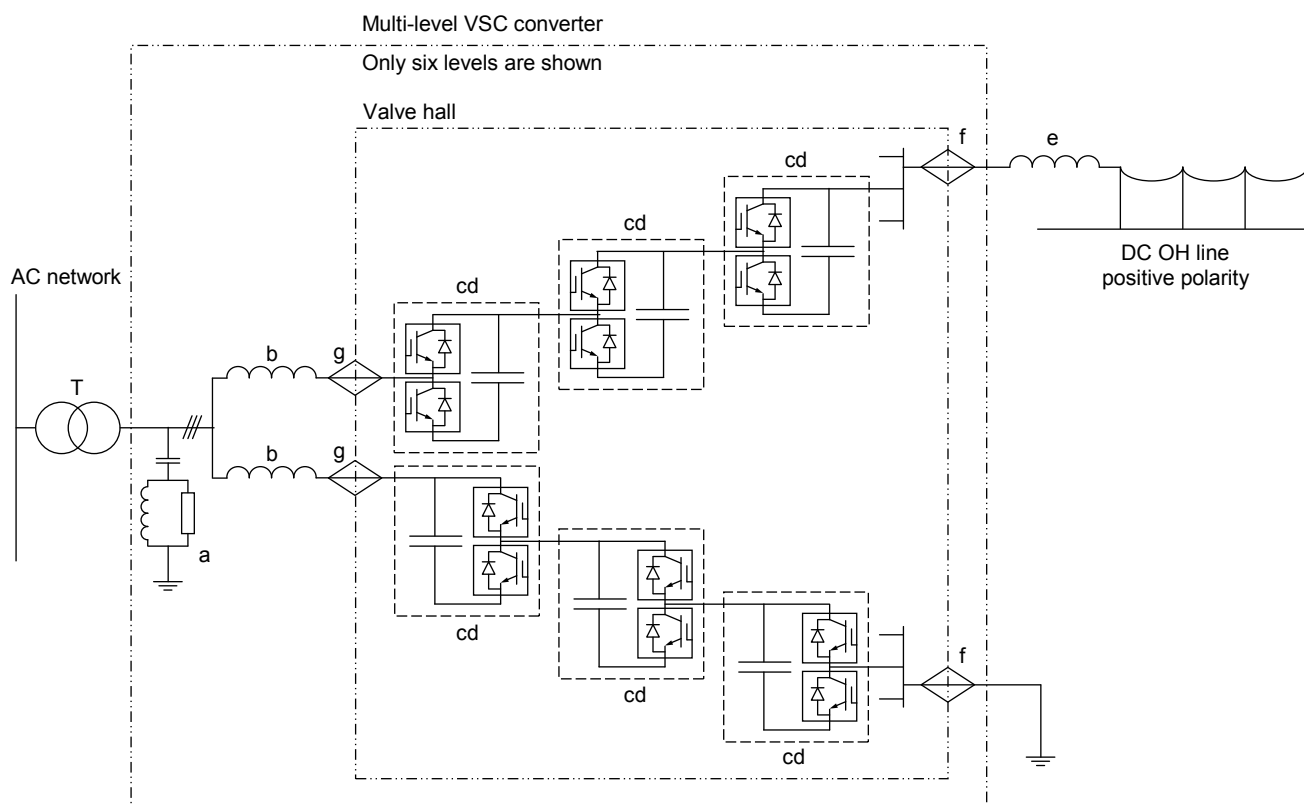 Multi-level VSC converter
Only six levels are shown
Valve hall
f
e
cd
cd
DC OH line
positive polarity
AC network
cd
b
g
T
b
g
a
cd
cd
f
cd